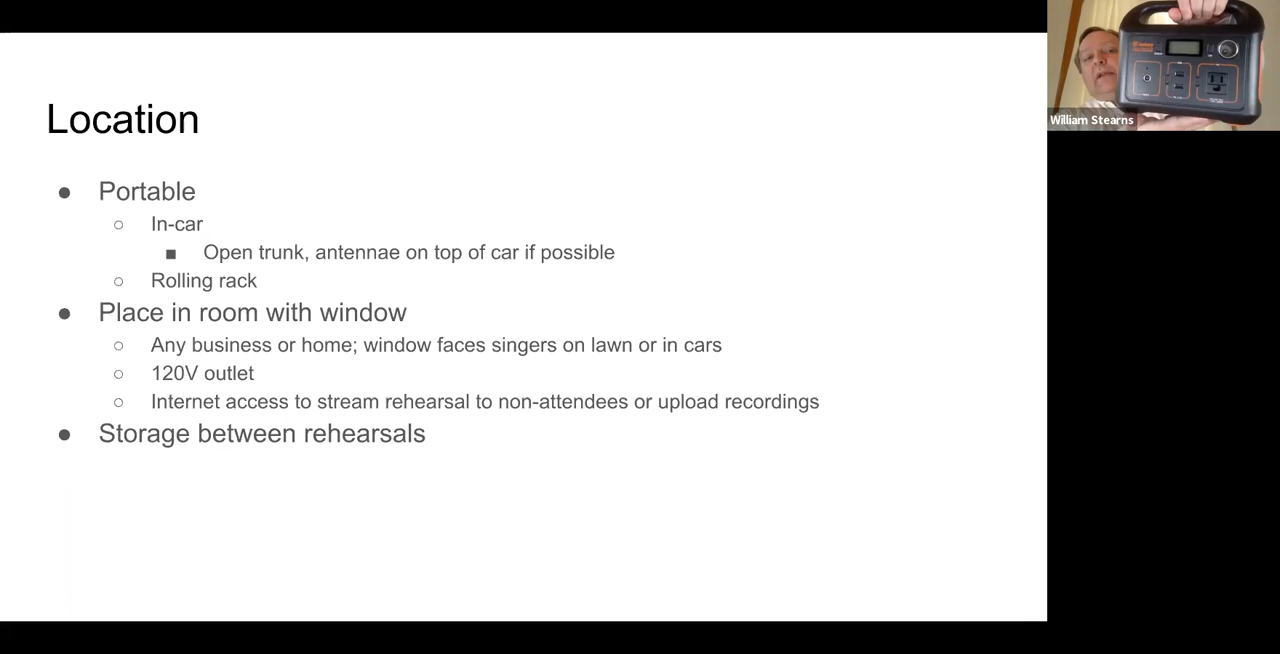 Location
● Portable
○ In-car
■ Open trunk, antennae on top of car if possible
○ Rolling rack
● Place in room with window
○ Any business or home; window faces singers on lawn or in cars
○ 120V outlet
○ Internet access to stream rehearsal to non-attendees or upload recordings
● Storage between rehearsals
William Stearns